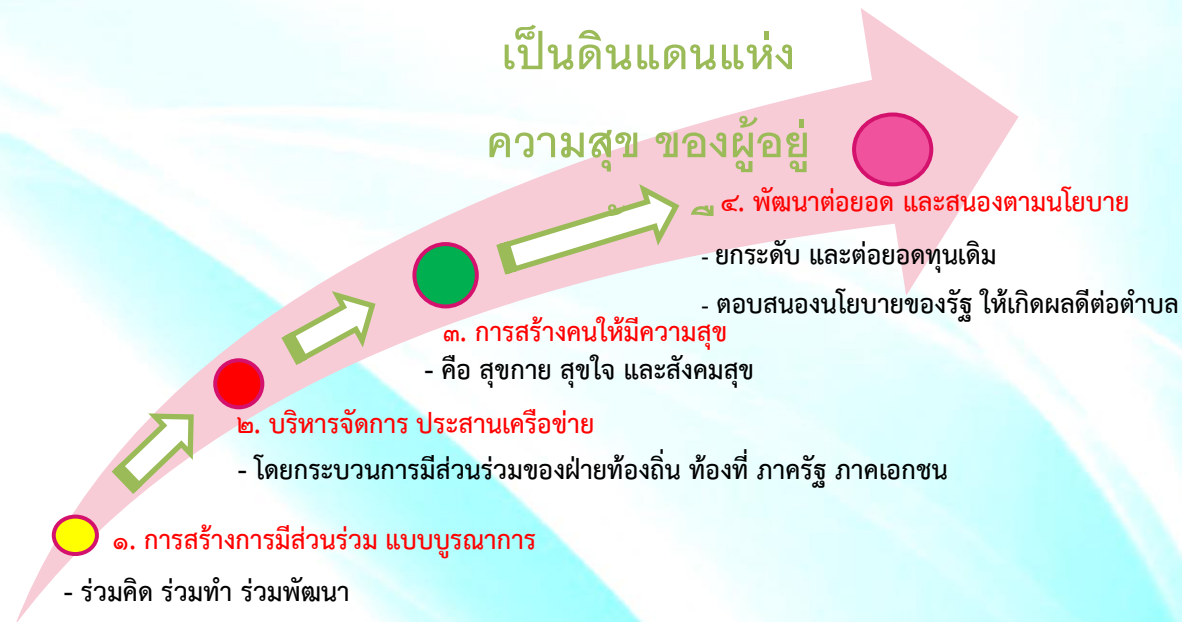 เป็นดินแดนแห่ง
ความสุข ของผู้อยู่
๔. พัฒนาต่อยอด และสนองตามนโยบาย
- ยกระดับ และต่อยอดทุนเดิม
- ตอบสนองนโยบายของรัฐ ให้เกิดผลดีต่อตำบล
๓. การสร้างคนให้มีความสุข
- คือ สุขกาย สุขใจ และสังคมสุข
๒. บริหารจัดการ ประสานเครือข่าย
- โดยกระบวนการมีส่วนร่วมของฝ่ายท้องถิ่น ท้องที่ ภาครัฐ ภาคเอกชน
๑. การสร้างการมีส่วนร่วม แบบบูรณาการ
- ร่วมคิด ร่วมทำ ร่วมพัฒนา